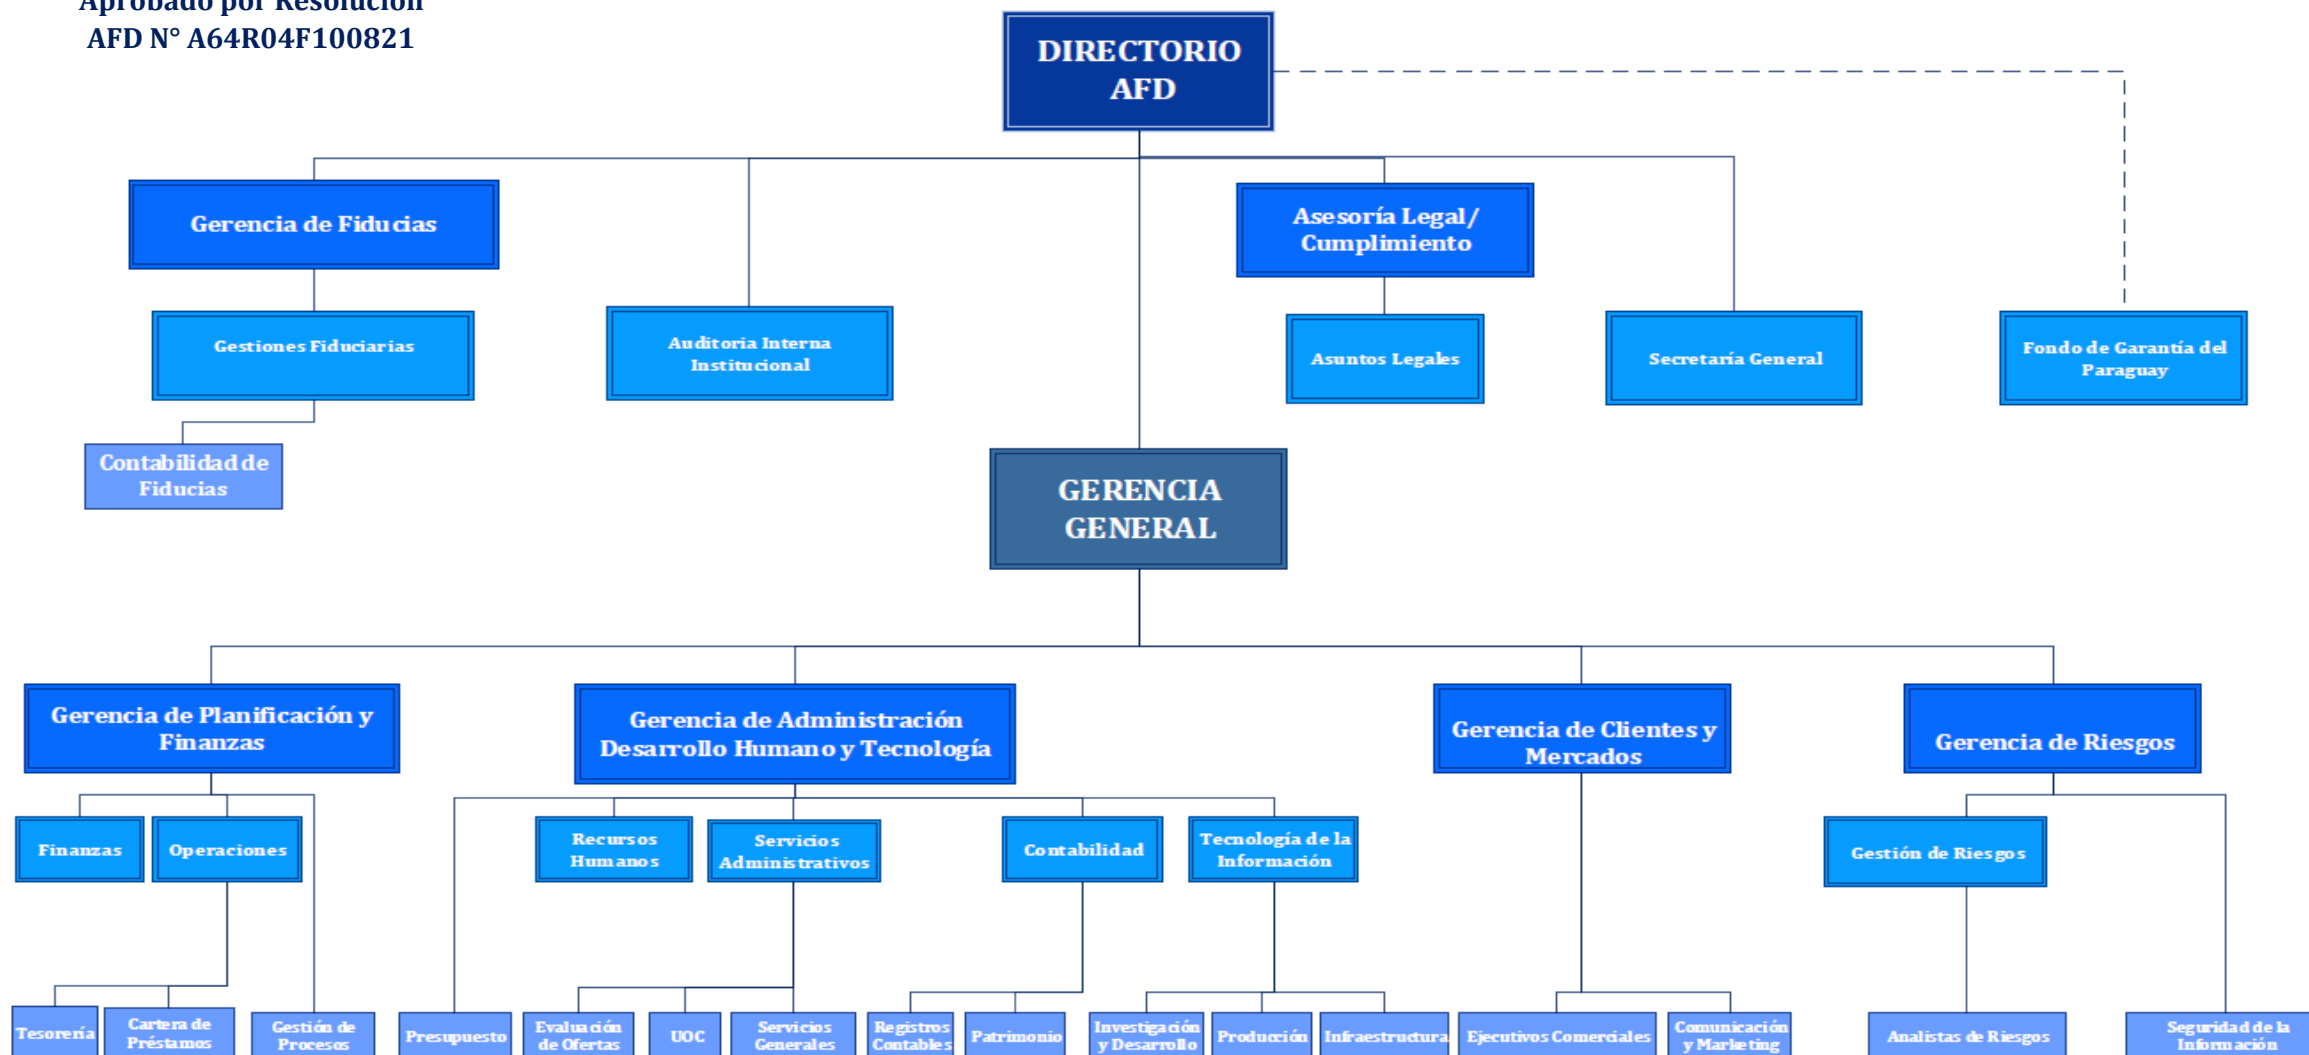 Aprobado por Resolución
AFD N° A64R04F100821
DIRECTORIO
AFD
Gerencia de Fiducias
Asesoría Legal/
Cumplimiento
Gestiones Fiduciarias
Auditoria Interna
Institucional
Asuntos Legales
Secretaría General
Fondo de Garantía del
Paraguay
Contabilidad de
Fiducias
GERENCIA
GENERAL
Gerencia de Planificación y
Finanzas
Gerencia de Administración
Desarrollo Humano y Tecnología
Gerencia de Clientes y
Mercados
Gerencia de Riesgos
Finanzas
Operaciones
Recursos
Humanos
Servicios
Administrativos
Contabilidad
Tecnología de la
Información
Gestión de Riesgos
Tesorería
Cartera de
Préstamos
Gestión de
Procesos
Presupuesto
Evaluación
de Ofertas
UOC
Servicios
Generales
Registros
Contables
Patrimonio
Investigación
y Desarrollo
Producción
Infraestructura
Ejecutivos Comerciales
Comunicación
y Marketing
Analistas de Riesgos
Seguridad de la
Información